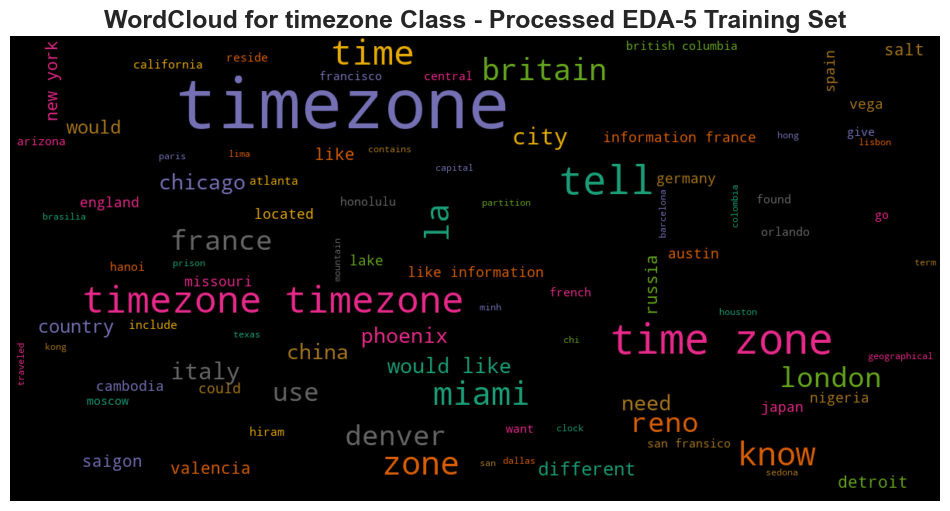 WordCloud for timezone Class - Processed EDA-5 Training Set
new york
california
reside
time
francisco
central
britain
british columbia
spain
salt
timezone
vega
would
city
information france
hong
give
lisbon
arizona
paris
lima
like
contains
chicago
atlanta
capital
tell
germany
england
honolulu
partition
barcelona
colombia
found
brasilia
located
la
go
orlando
france
mountain
lake
austin
hanoi
prison
like information
russia
term
missouri
french
timezone timezone
minh
houston
country
include
texas
phoenix
chi
time zone
kong
china
geographical
traveled
italy
would like
london
cambodia
could
use
miami
nigeria
moscow
need
japan
reno
hiram
denver
want
clock
san fransico
know
saigon
valencia
zone
san
dallas
different
sedona
detroit